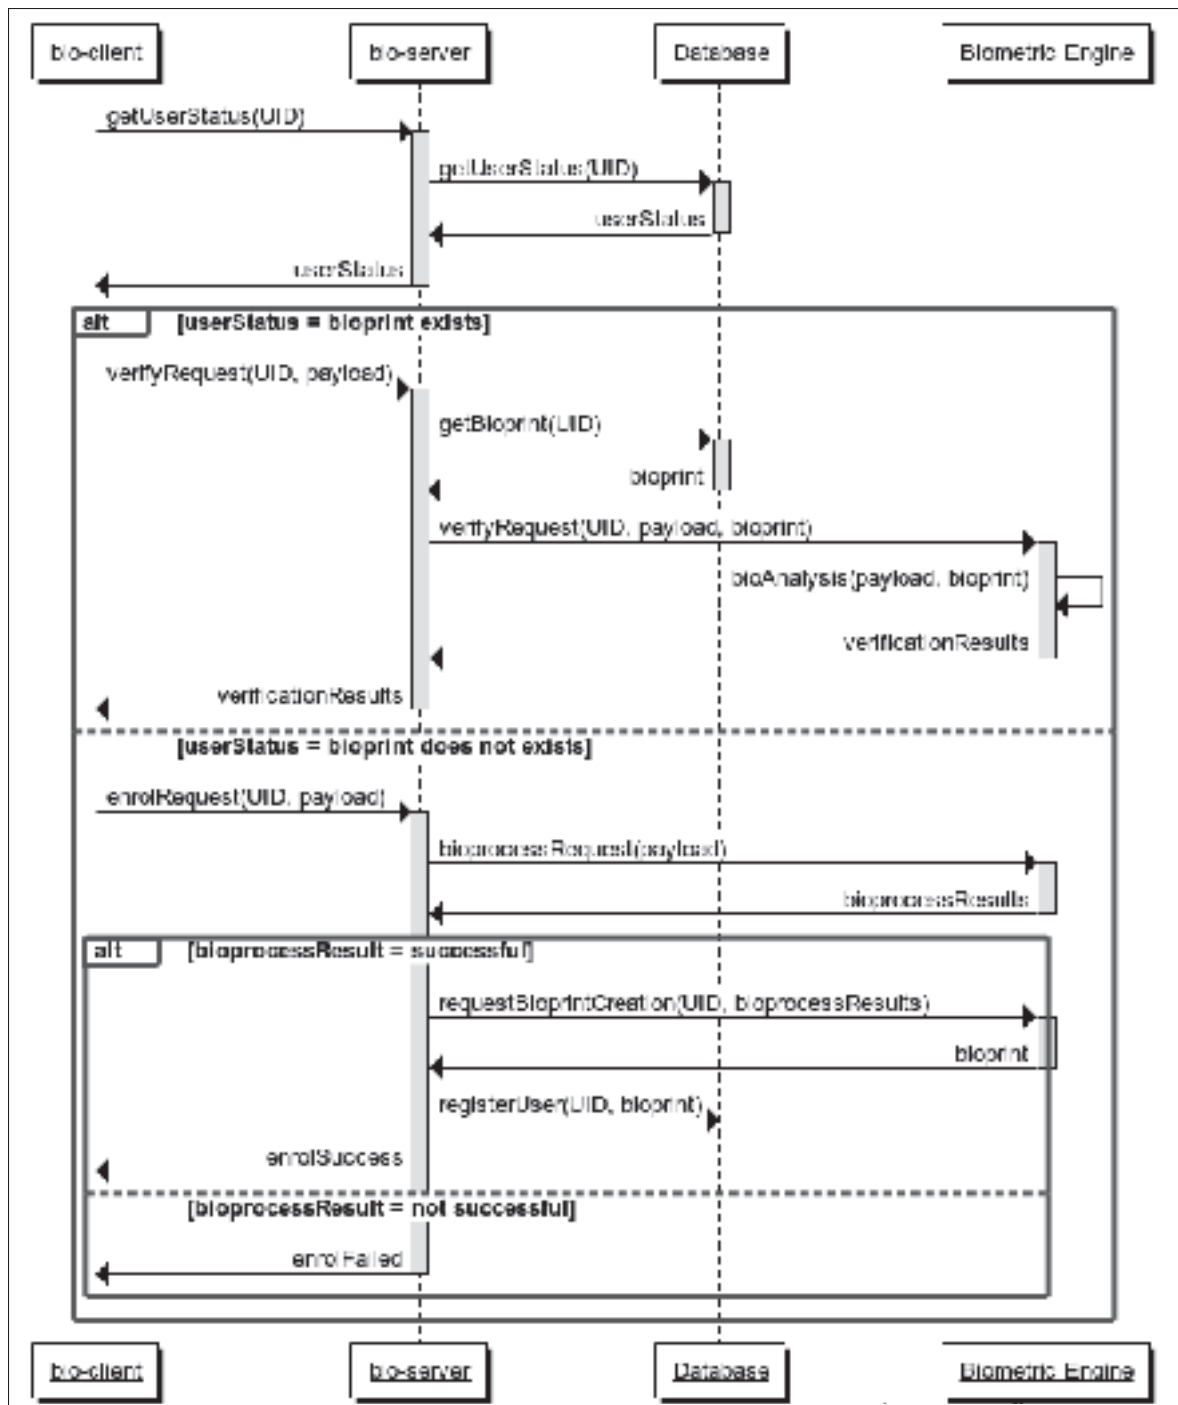 bio-client bio-server Database Biometric Engine
getUserStatus(UID)
getUserStatus(UID)
userStatus
userStatus
alt [userStatus = bioprint exists]
verifyRequest(UID, payload)
getBioprint(UID)
bioprint
verifyRequest(UID, payload, bioprint)
bioAnalysis(payload, bioprint)
verificationResults
verificationResults
[userStatus = bioprint does not exists]
enrolRequest(UID, payload)
bioprocessRequest(payload)
bioprocessResults
alt [bioprocessResult = successful]
requestBioprintCreation(UID, bioprocessResults)
bioprint
registerUser(UID, bioprint)
enrolSuccess
[bioprocessResult = not successful]
enrolFailed
bio-client bio-server Database Biometric Engine